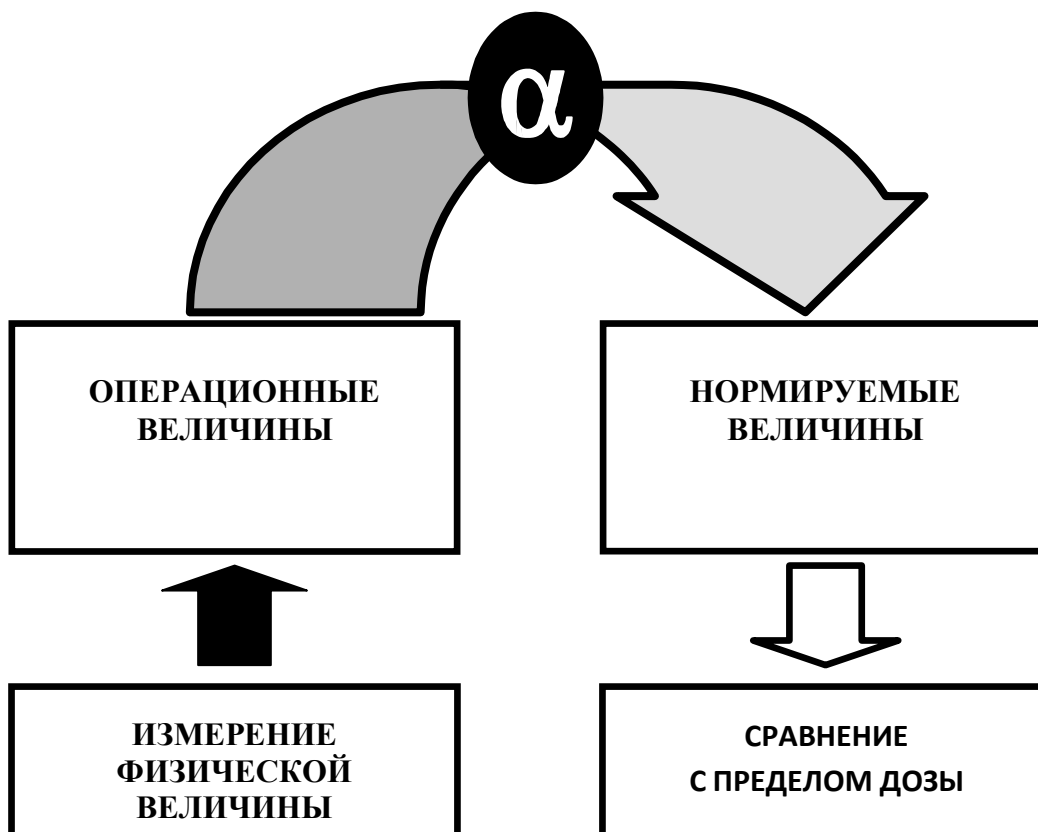 α
ОПЕРАЦИОННЫЕ
ВЕЛИЧИНЫ
НОРМИРУЕМЫЕ
ВЕЛИЧИНЫ
ИЗМЕРЕНИЕ
ФИЗИЧЕСКОЙ
ВЕЛИЧИНЫ
СРАВНЕНИЕ
С ПРЕДЕЛОМ ДОЗЫ